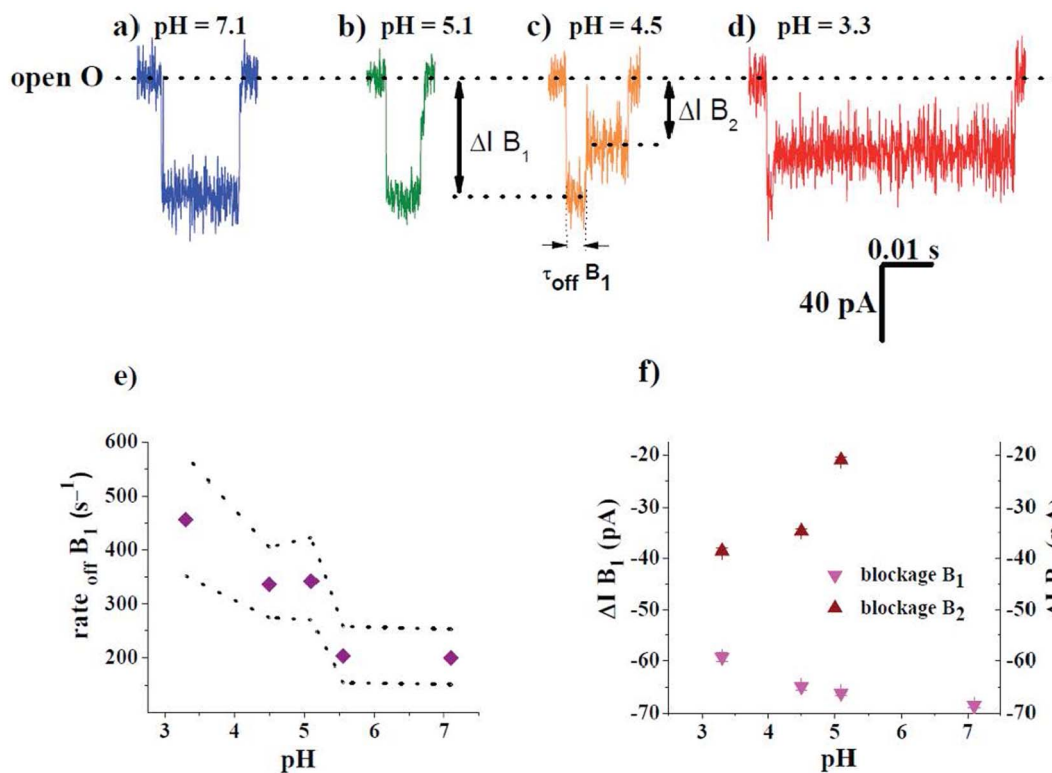 a) pH = 7.1 b) pH = 5.1 c) pH = 4.5 d) pH = 3.3
open O
ΔI B1
ΔI B2
τoff B1
0.01 s
40 pA
e)
rate off B1 (s⁻¹)
600
500
400
300
200
3 4 5 6 7
pH
f)
ΔI B1 (pA)
-20
-30
-40
-50
-60
-70
-20
-30
-40
-50
-60
-70
blockage B1
blockage B2
3 4 5 6 7
pH